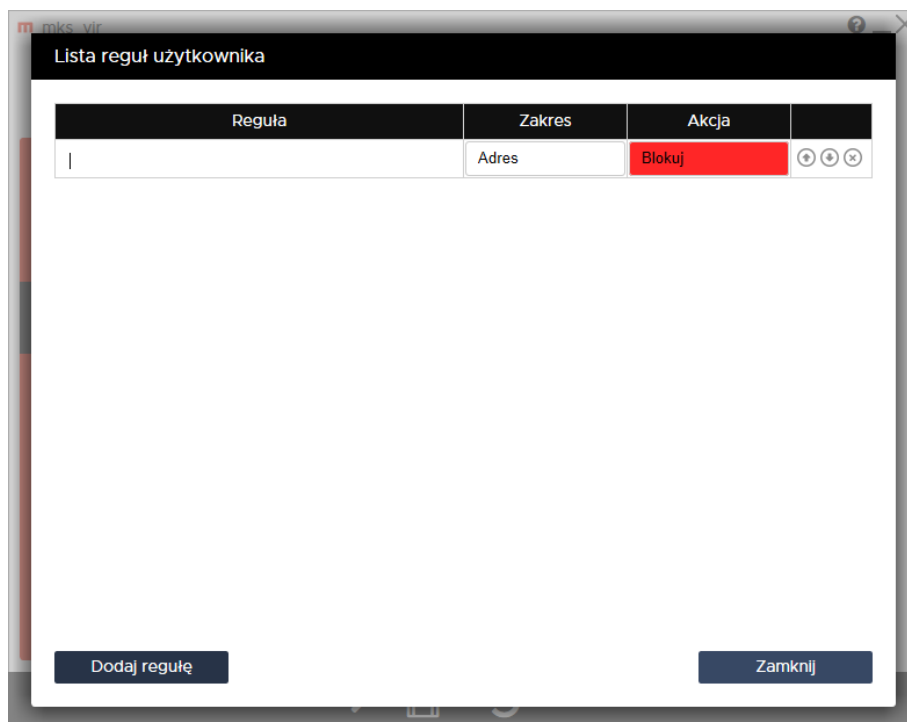 mks_vir
Lista reguł użytkownika
Reguła Zakres Akcja
Adres Blokuj
Dodaj regułę Zamknij